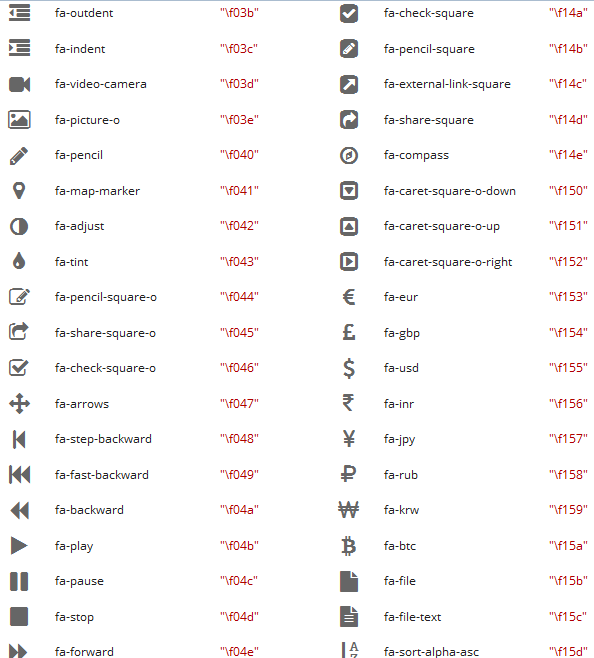 fa-outdent "\f03b" fa-check-square "\f14a"
fa-indent "\f03c" fa-pencil-square "\f14b"
fa-video-camera "\f03d" fa-external-link-square "\f14c"
fa-picture-o "\f03e" fa-share-square "\f14d"
fa-pencil "\f040" fa-compass "\f14e"
fa-map-marker "\f041" fa-caret-square-o-down "\f150"
fa-adjust "\f042" fa-caret-square-o-up "\f151"
fa-tint "\f043" fa-caret-square-o-right "\f152"
fa-pencil-square-o "\f044" fa-eur "\f153"
fa-share-square-o "\f045" fa-gbp "\f154"
fa-check-square-o "\f046" fa-usd "\f155"
fa-arrows "\f047" fa-inr "\f156"
fa-step-backward "\f048" fa-jpy "\f157"
fa-fast-backward "\f049" fa-rub "\f158"
fa-backward "\f04a" fa-krw "\f159"
fa-play "\f04b" fa-btc "\f15a"
fa-pause "\f04c" fa-file "\f15b"
fa-stop "\f04d" fa-file-text "\f15c"
fa-forward "\f04e" fa-sort-alpha-asc "\f15d"